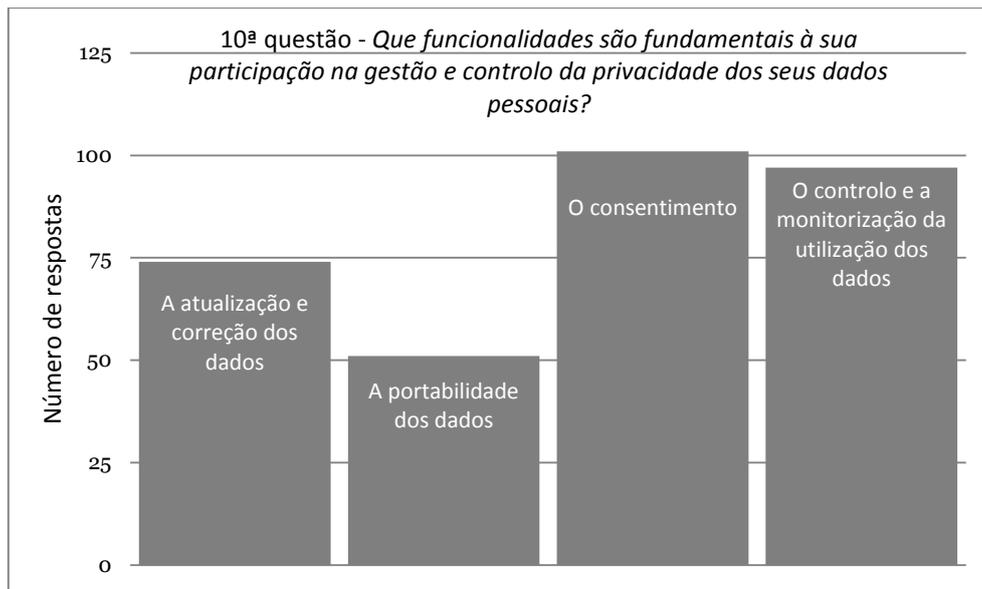 10ª questão - Que funcionalidades são fundamentais à sua
participação na gestão e controlo da privacidade dos seus dados
pessoais?
Número de respostas
125
100
75
50
25
0
A atualização e
correção dos
dados
A portabilidade
dos dados
O consentimento
O controlo e a
monitorização da
utilização dos
dados